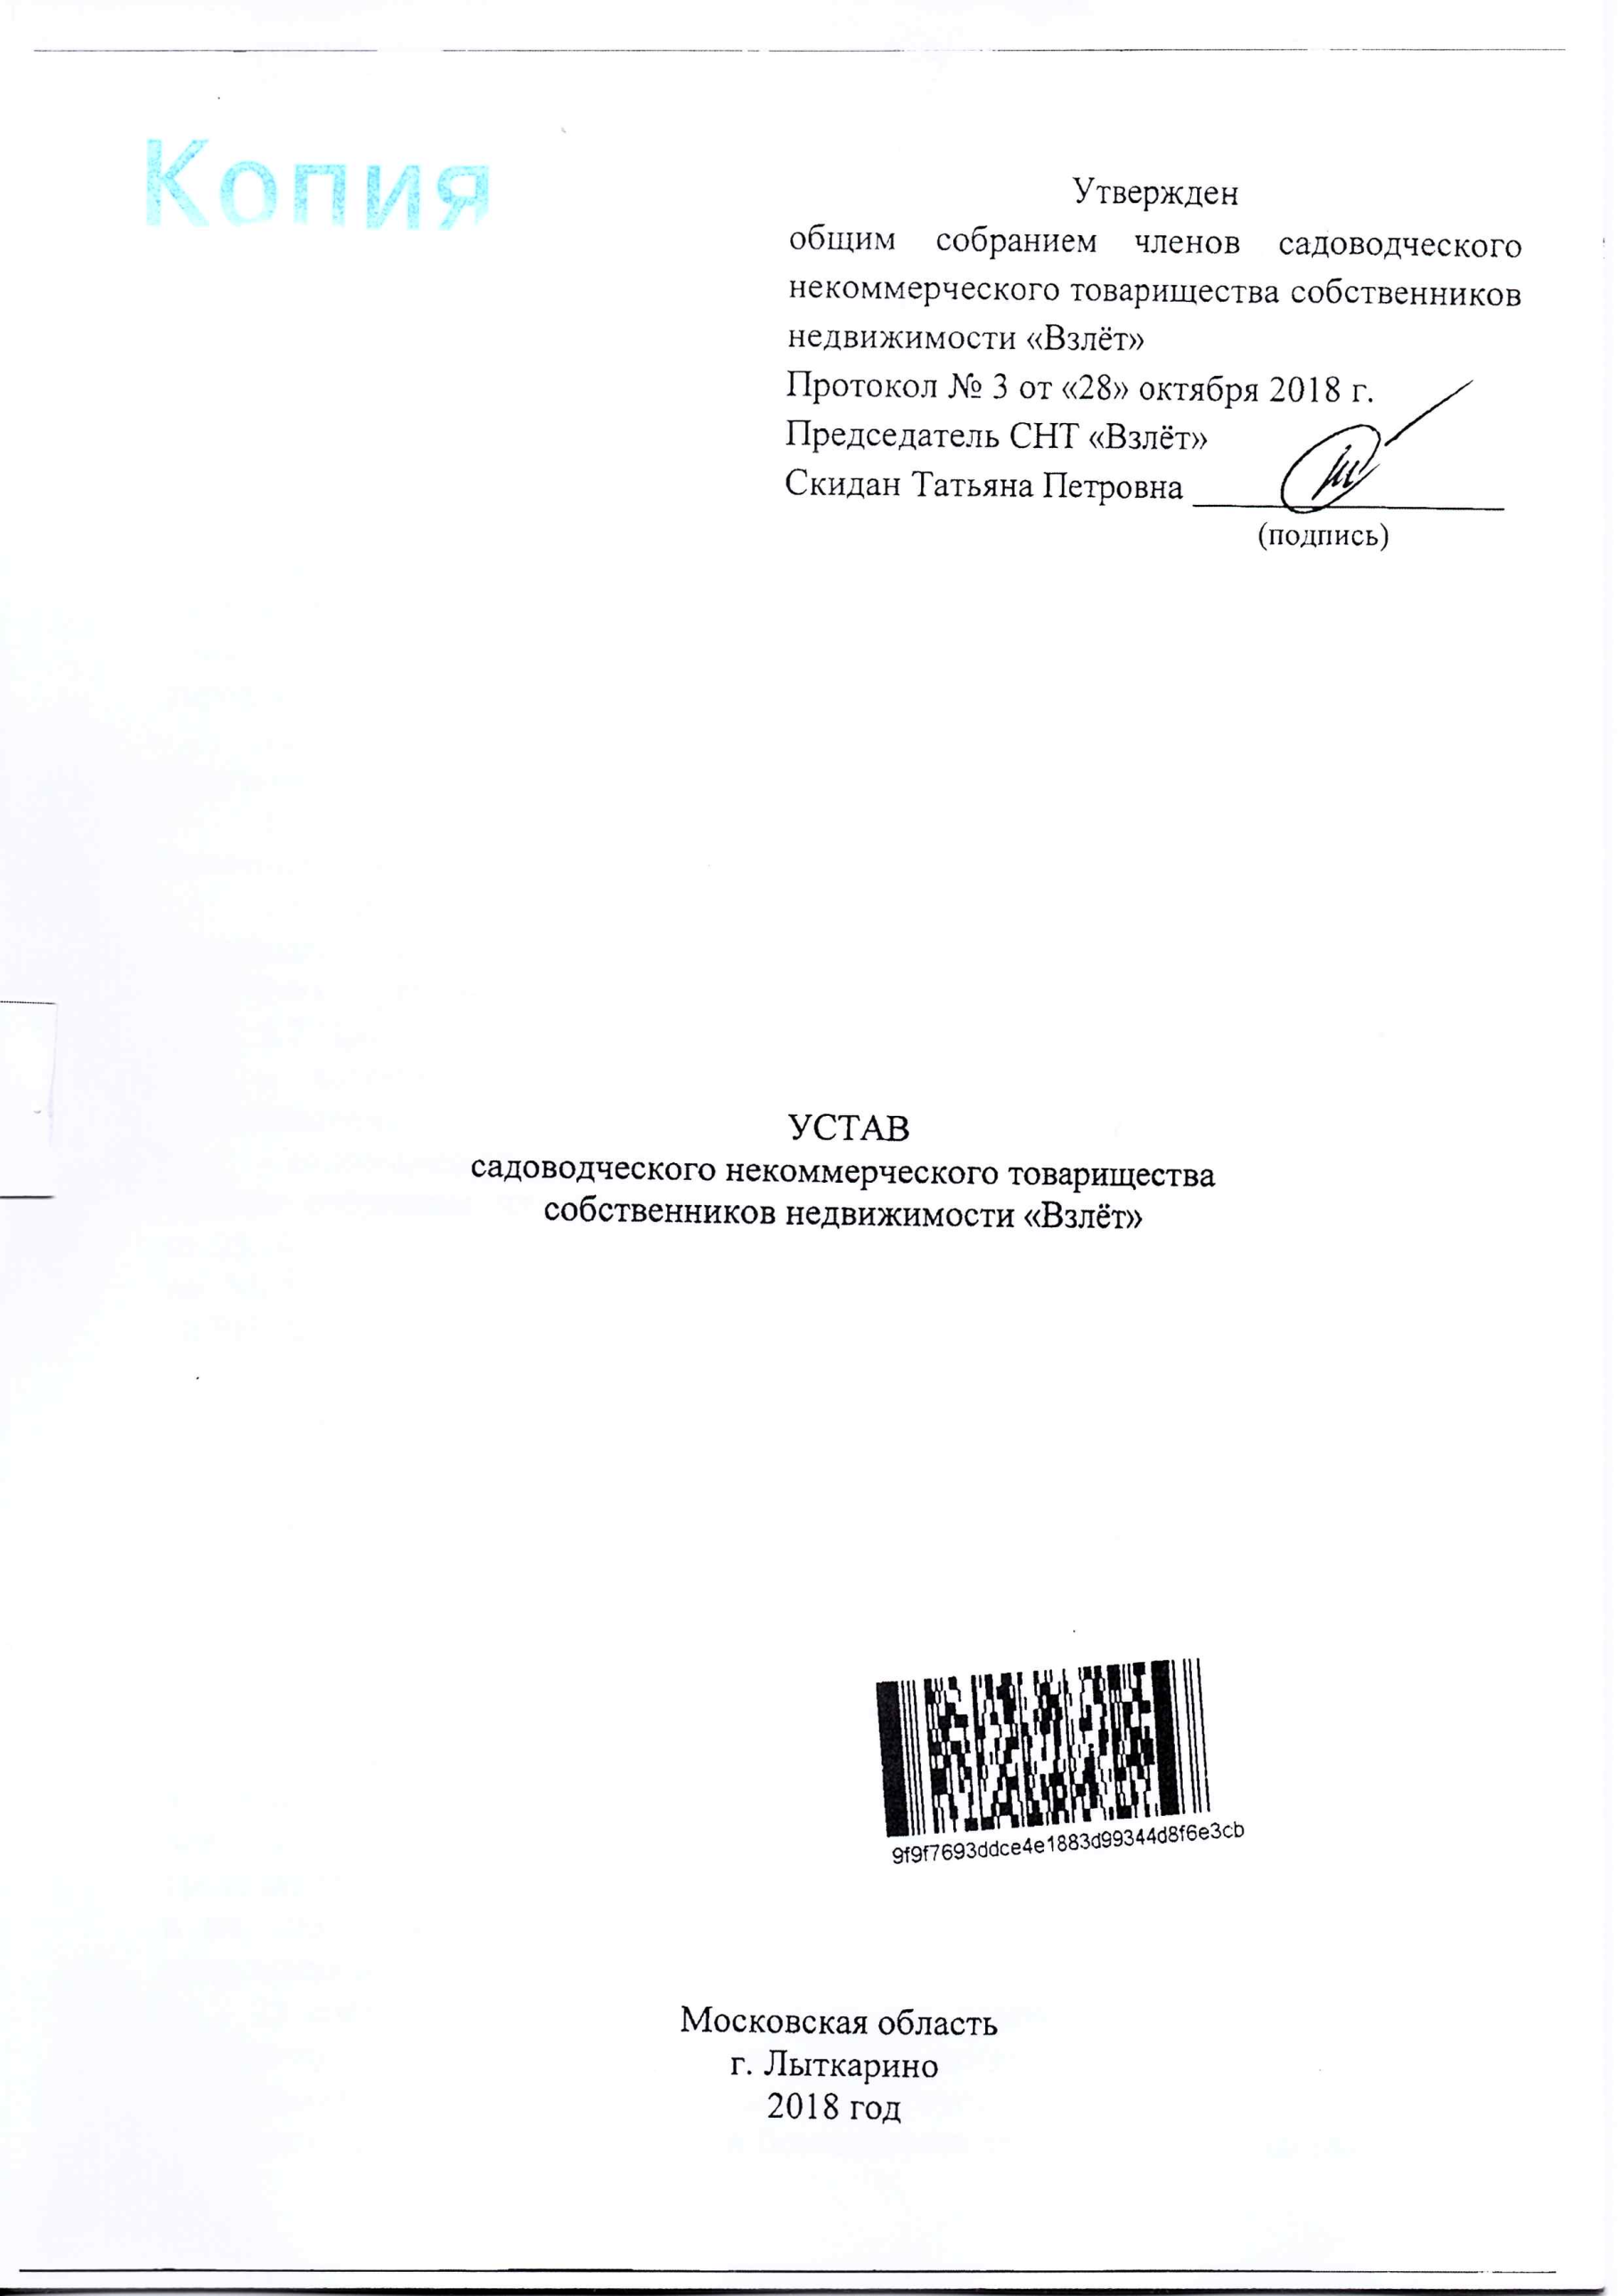 Копия
Утвержден
общим собранием членов садоводческого
некоммерческого товарищества собственников
недвижимости «Взлёт»
Протокол № 3 от «28» октября 2018 г.
Председатель СНТ «Взлёт»
Скидан Татьяна Петровна
(подпись)
УСТАВ
садоводческого некоммерческого товарищества
собственников недвижимости «Взлёт»
9f9f7693ddce4e1883d99344d8f6e3cb
Московская область
г. Лыткарино
2018 год